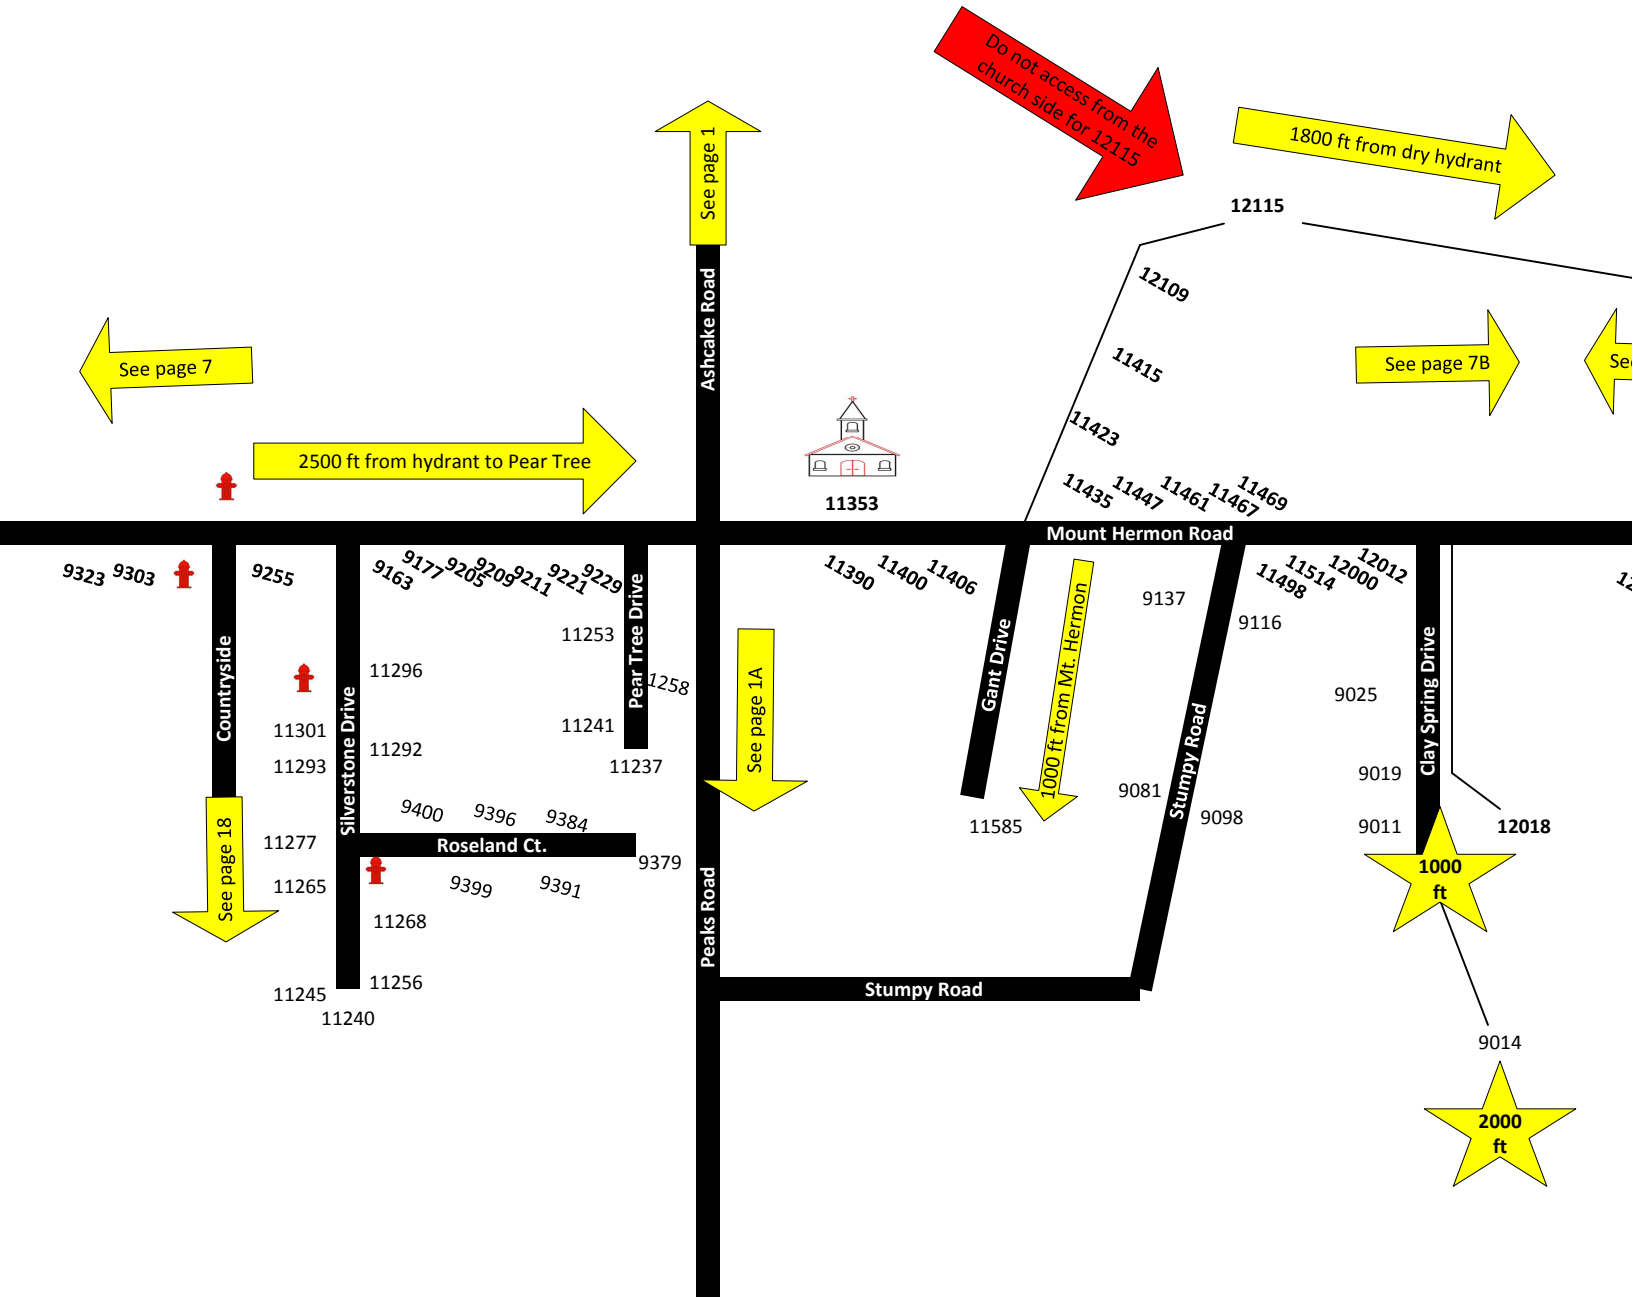 Do not access from the
church side for 12115
1800 ft from dry hydrant
See page 1
12115
Ashcake Road
12109
See page 7
11415
See page 7B
11423
2500 ft from hydrant to Pear Tree
11353
11435
11447
11461
11467
11469
Mount Hermon Road
9323
9303
9255
9163
9177
9205
9209
9211
9221
9229
11390
11400
11406
11498
11514
12000
12012
Countryside
See page 18
Silverstone Drive
11296
11301
11292
11293
11277
11265
11268
11256
11245
11240
9400
9396
9384
Roseland Ct.
9379
9399
9391
Pear Tree Drive
11253
1258
11241
11237
Peaks Road
See page 1A
Gant Drive
11585
1000 ft from Mt. Hermon
Stumpy Road
9137
9116
9081
9098
Stumpy Road
Clay Spring Drive
9025
9019
9011
12018
1000
ft
9014
2000
ft